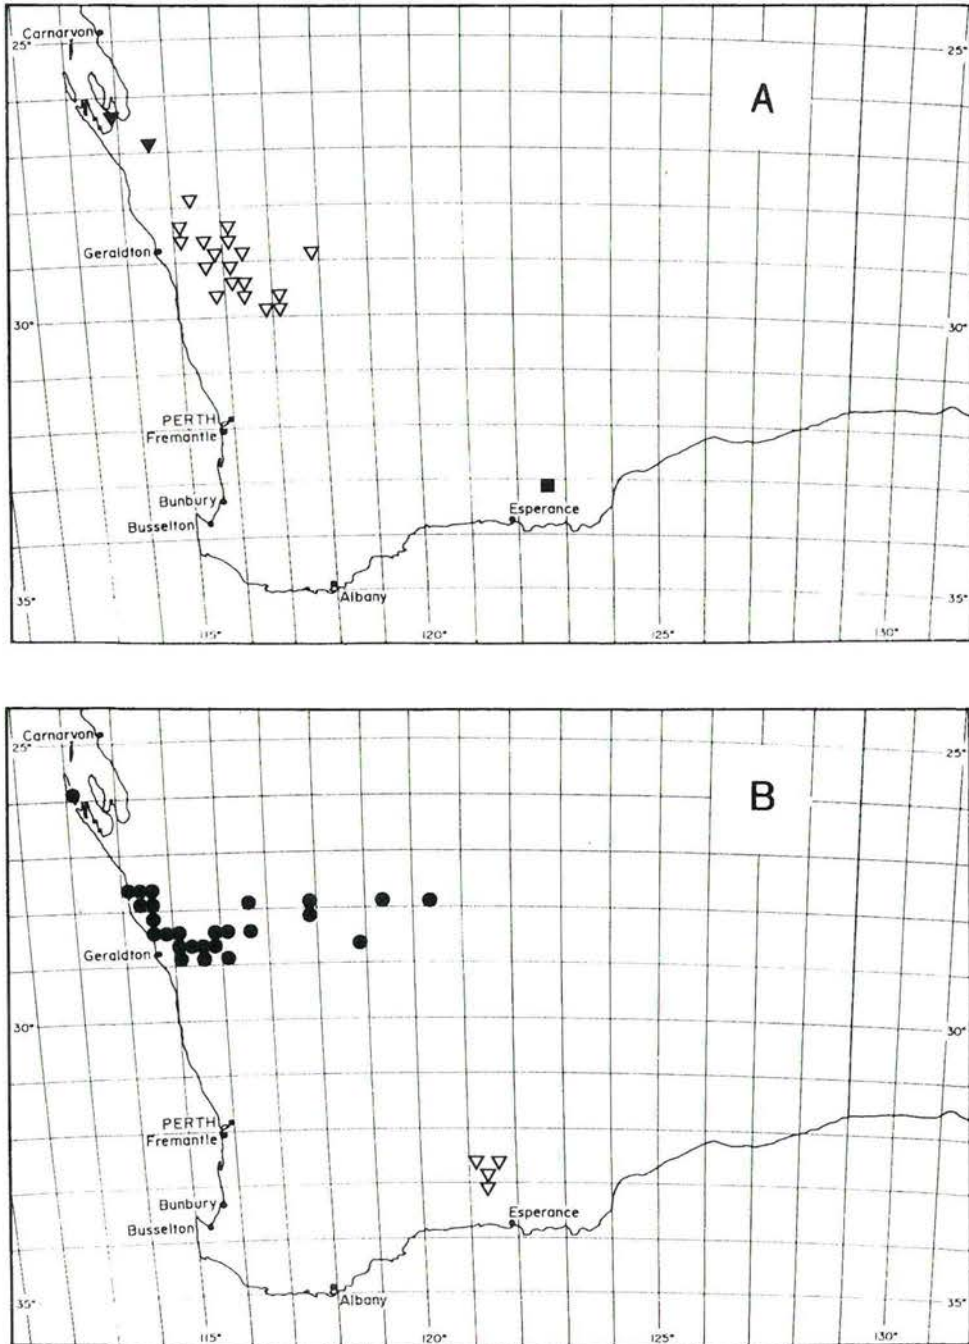 Carnarvon
25°
25°
A
Geraldton
30°
30°
PERTH
Fremantle
Bunbury
Busselton
Esperance
Albany
35°
35°
115°
120°
125°
130°
Carnarvon
25°
25°
B
Geraldton
30°
30°
PERTH
Fremantle
Bunbury
Busselton
Esperance
Albany
35°
35°
115°
120°
125°
130°